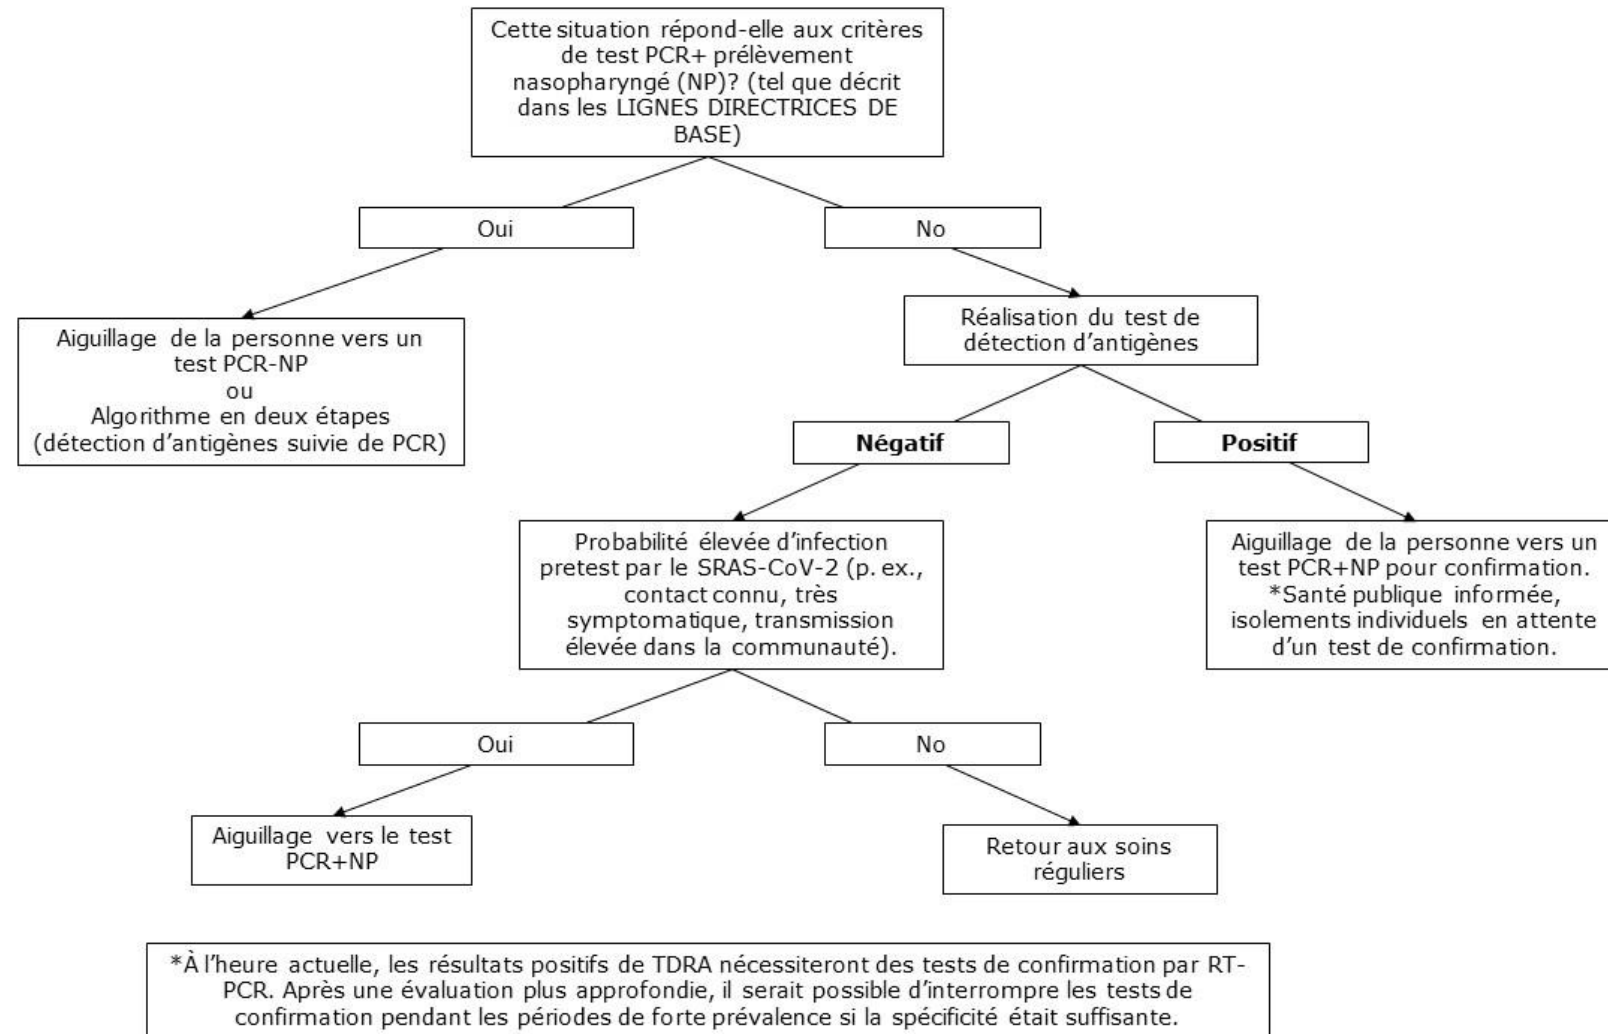 Cette situation répond-elle aux critères
de test PCR+ prélèvement
nasopharyngé (NP)? (tel que décrit
dans les LIGNES DIRECTRICES DE
BASE)
Oui
No
Aiguillage de la personne vers un
test PCR-NP
ou
Algorithme en deux étapes
(détection d'antigènes suivie de PCR)
Réalisation du test de
détection d'antigènes
Négatif
Positif
Probabilité élevée d'infection
pretest par le SRAS-CoV-2 (p. ex.,
contact connu, très
symptomatique, transmission
élevée dans la communauté).
Aiguillage de la personne vers un
test PCR+NP pour confirmation.
*Santé publique informée,
isolements individuels en attente
d'un test de confirmation.
Oui
No
Aiguillage vers le test
PCR+NP
Retour aux soins
réguliers
*À l'heure actuelle, les résultats positifs de TDRA nécessiteront des tests de confirmation par RT-
PCR. Après une évaluation plus approfondie, il serait possible d'interrompre les tests de
confirmation pendant les périodes de forte prévalence si la spécificité était suffisante.